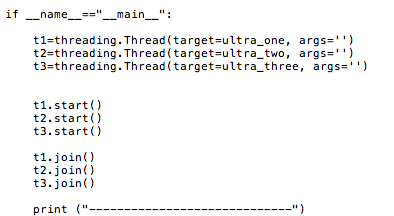 if __name__=="__main__":
t1=threading.Thread(target=ultra_one, args='')
t2=threading.Thread(target=ultra_two, args='')
t3=threading.Thread(target=ultra_three, args='')
t1.start()
t2.start()
t3.start()
t1.join()
t2.join()
t3.join()
print ("-----------------------------")